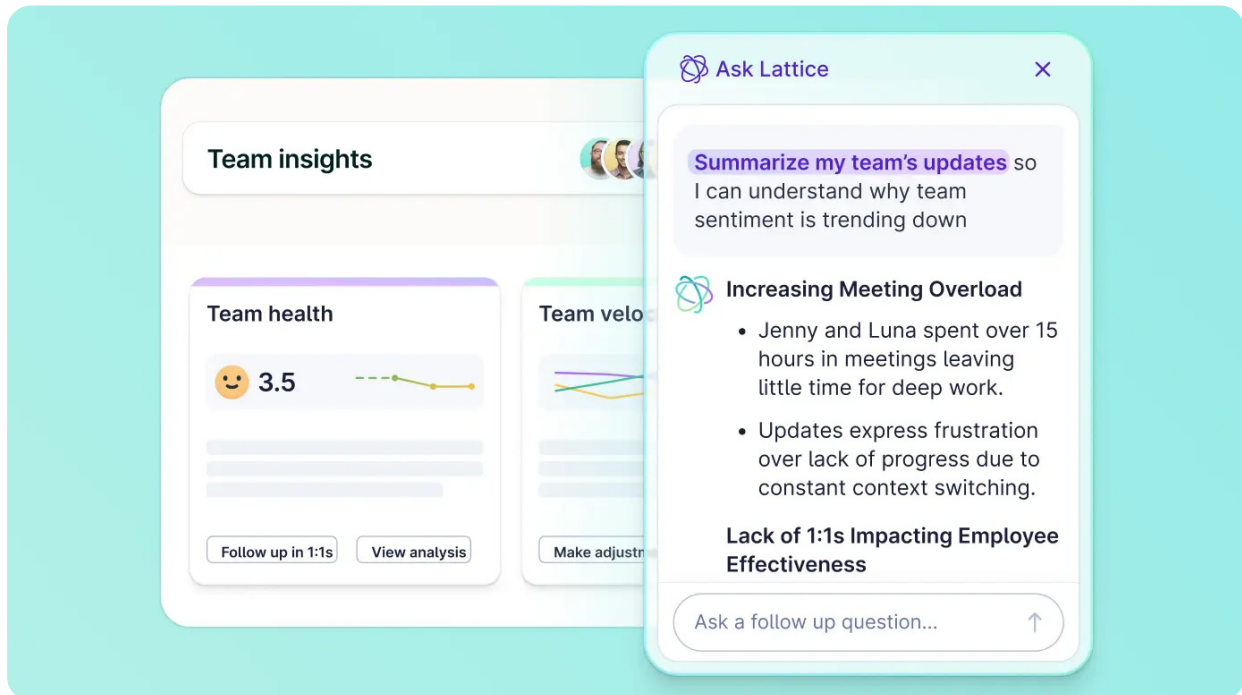 Team insights
Team health
3.5
Follow up in 1:1s
View analysis
Team velo
Make adjustm
Ask Lattice
Summarize my team’s updates so
I can understand why team
sentiment is trending down
Increasing Meeting Overload
• Jenny and Luna spent over 15
hours in meetings leaving
little time for deep work.
• Updates express frustration
over lack of progress due to
constant context switching.
Lack of 1:1s Impacting Employee
Effectiveness
Ask a follow up question...